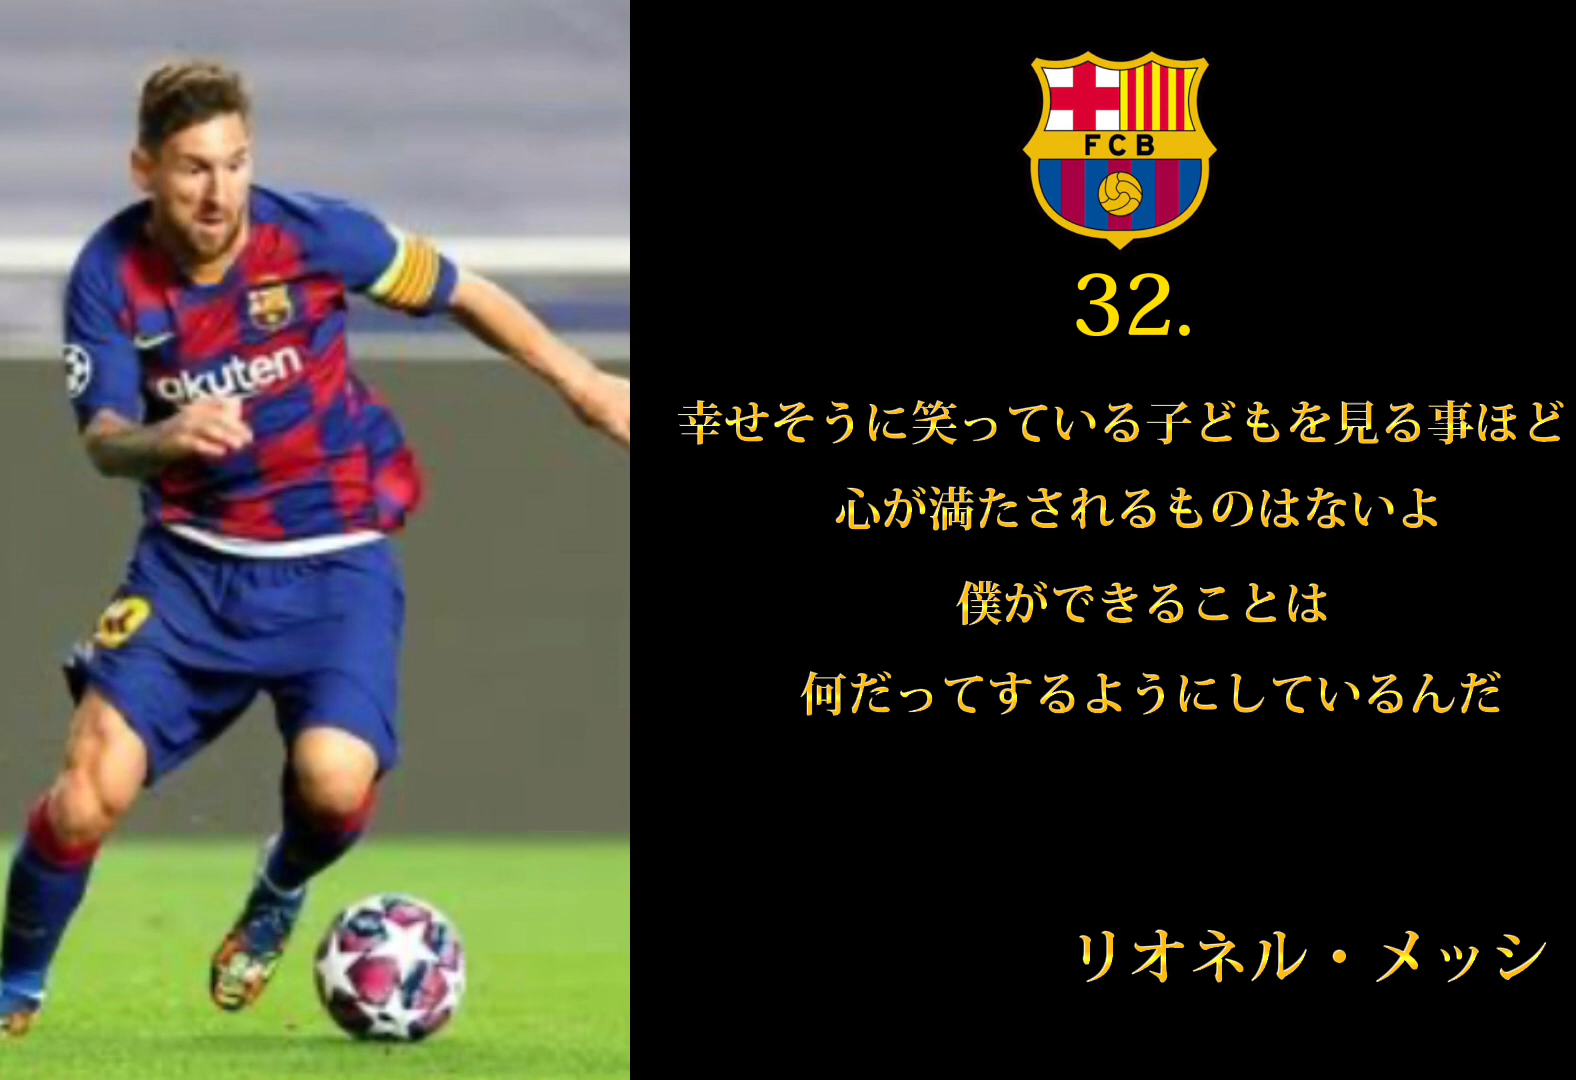 FCB
32.
幸せそうに笑っている子どもを見る事ほど
心が満たされるものはないよ
僕ができることは
何だってするようにしているんだ
リオネル・メッシ
akuten